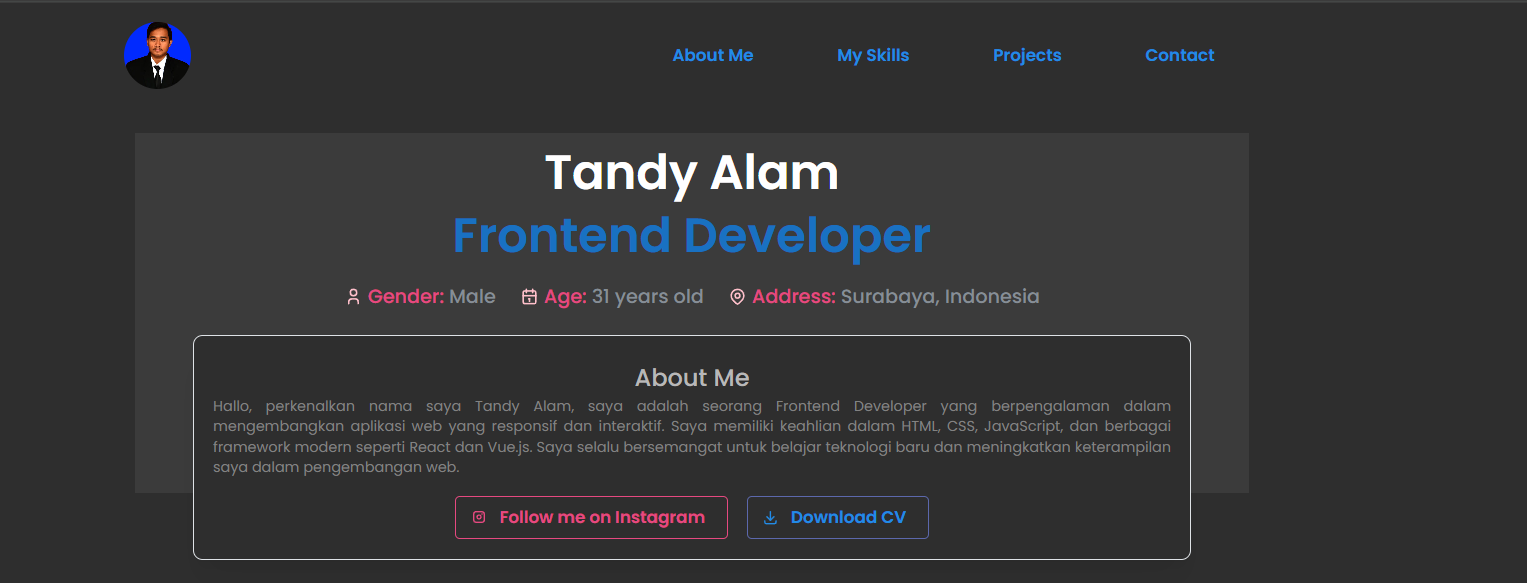 About Me My Skills Projects Contact
Tandy Alam
Frontend Developer
Gender: Male Age: 31 years old Address: Surabaya, Indonesia
About Me
Hallo, perkenalkan nama saya Tandy Alam, saya adalah seorang Frontend Developer yang berpengalaman dalam
mengembangkan aplikasi web yang responsif dan interaktif. Saya memiliki keahlian dalam HTML, CSS, JavaScript, dan berbagai
framework modern seperti React dan Vue.js. Saya selalu bersemangat untuk belajar teknologi baru dan meningkatkan keterampilan
saya dalam pengembangan web.
Follow me on Instagram Download CV